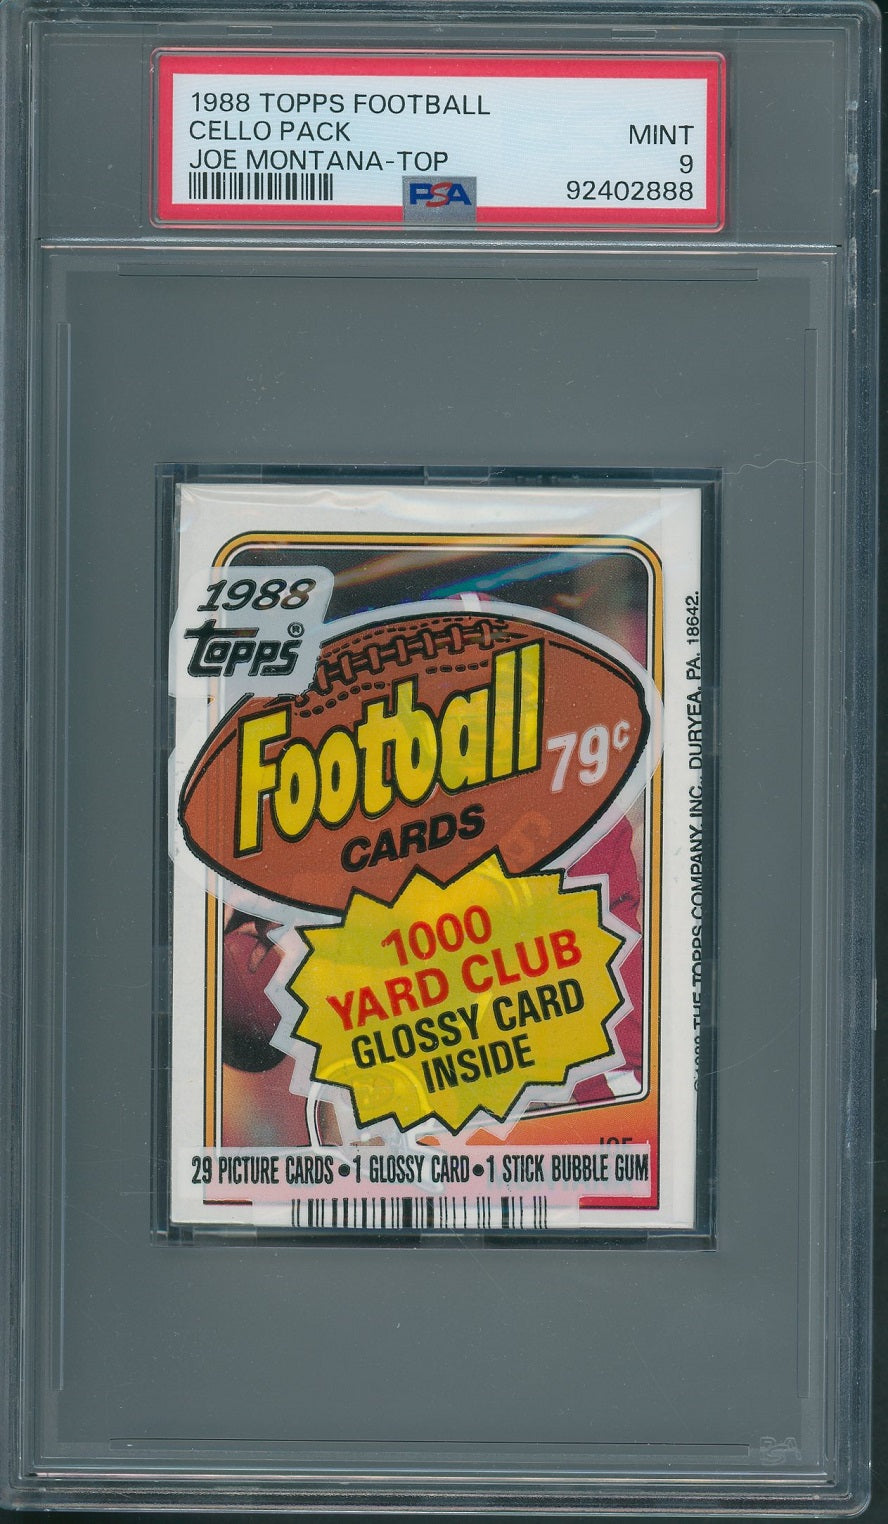 1988 TOPPS FOOTBALL
CELLO PACK
MINT
JOE MONTANA-TOP
9
PSA
92402888
1988
Topps®
Football
79¢
CARDS
1000
YARD CLUB
GLOSSY CARD
INSIDE
JOE
29 PICTURE CARDS • 1 GLOSSY CARD • 1 STICK BUBBLE GUM
THE TOPPS COMPANY, INC., DURYEA, PA. 18642.
PSA